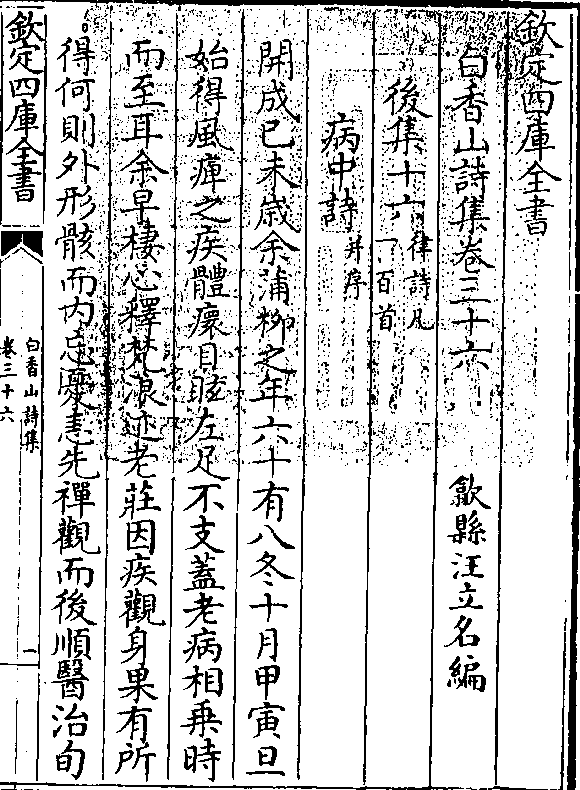 欽定四庫全書
白香山詩集卷三十六　　　歙縣汪立名編
後集十六律詩凡一百首
病中詩并序
開成己未歲余蒲柳之年六十有八冬十月甲寅旦
始得風痺之疾體㿔目眩左足不支蓋老病相乗時
而至耳余早棲心釋梵浪迹老莊因疾觀身果有所
得何則外形骸而內忘憂恚先禪觀而後順醫治旬
欽定四庫全書
白香山詩集
卷三十六
一